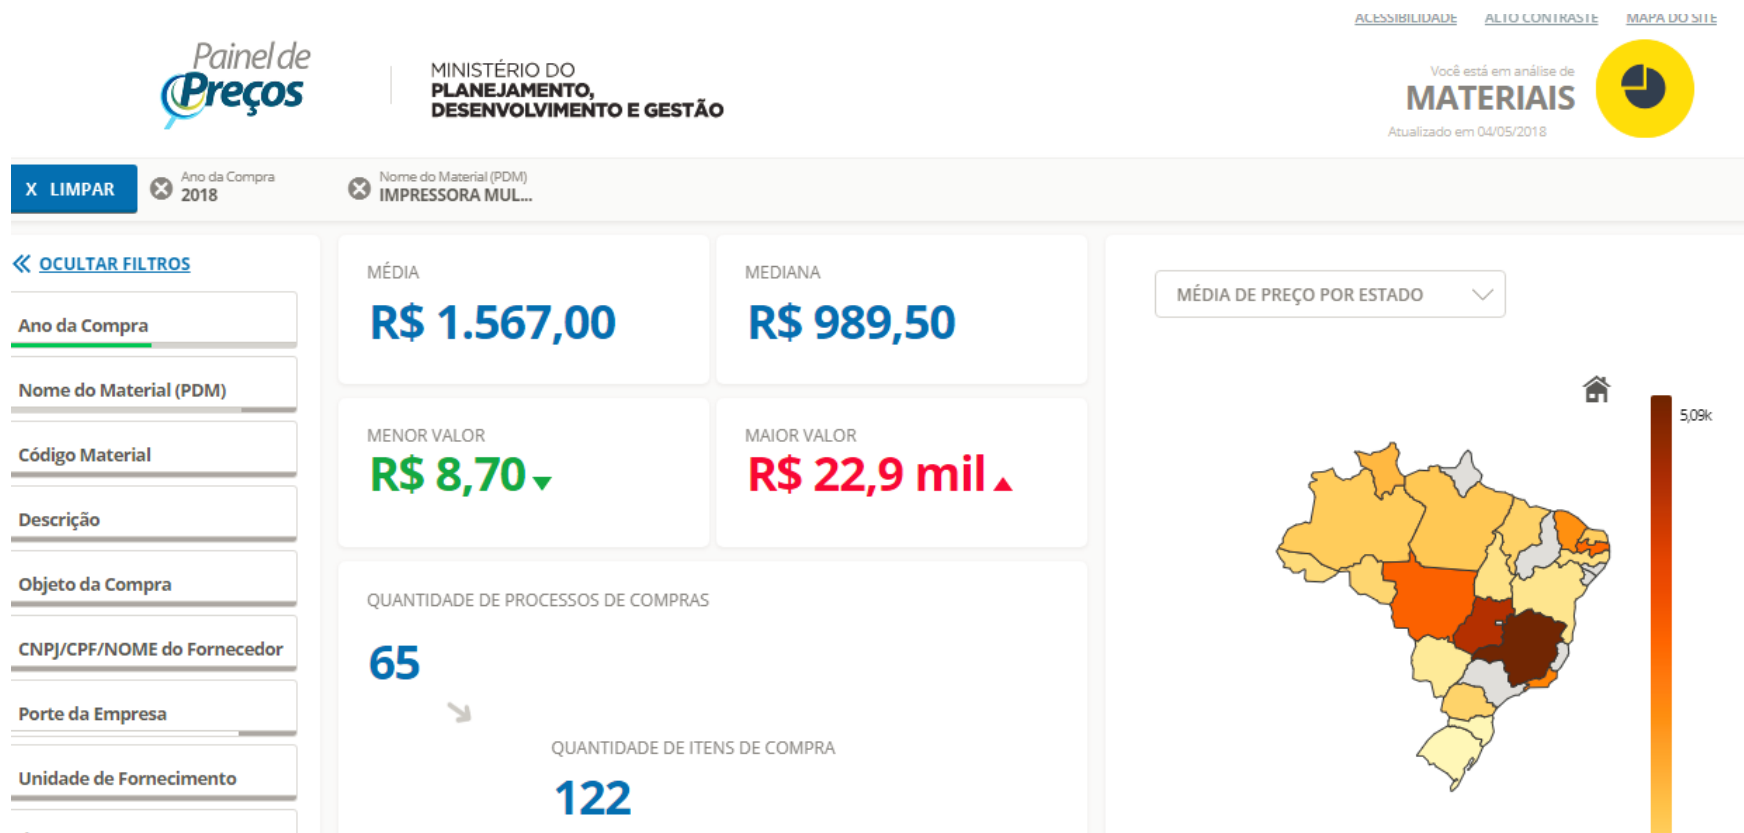 ACESSIBILIDADE ALTO CONTRASTE MAPA DO SITE
Painel de
Preços
MINISTÉRIO DO
PLANEJAMENTO,
DESENVOLVIMENTO E GESTÃO
Você está em análise de
MATERIAIS
Atualizado em 04/05/2018
X LIMPAR
Ano da Compra
2018
Nome do Material (PDM)
IMPRESSORA MUL...
OCULTAR FILTROS
Ano da Compra
Nome do Material (PDM)
Código Material
Descrição
Objeto da Compra
CNPJ/CPF/NOME do Fornecedor
Porte da Empresa
Unidade de Fornecimento
MÉDIA
R$ 1.567,00
MEDIANA
R$ 989,50
MENOR VALOR
R$ 8,70
MAIOR VALOR
R$ 22,9 mil
QUANTIDADE DE PROCESSOS DE COMPRAS
65
QUANTIDADE DE ITENS DE COMPRA
122
MÉDIA DE PREÇO POR ESTADO
5,09k